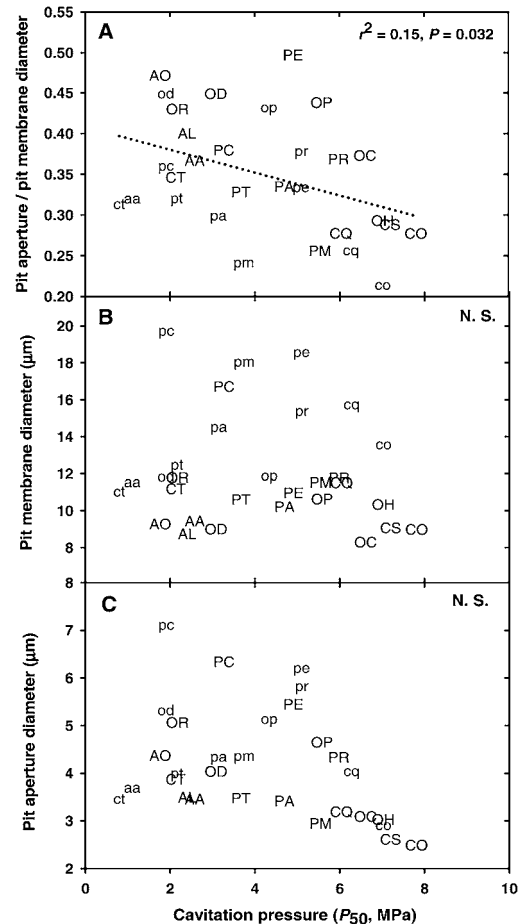 0.55
A
r² = 0.15, P = 0.032
0.50
PE
AO
0.45
od
OD
OR
op
OP
0.40
AL
PC
pr
PR
OC
pc
AA
0.35
CT
PT
PA
pe
0.30
ct
aa
pt
pa
OH
CS
CQ
CO
0.25
pm
PM
cq
co
0.20
Pit aperture / pit membrane diameter
B
N. S.
20
pc
18
pm
pe
PC
16
cq
pr
14
pa
co
12
pt
od
OR
op
PR
aa
PM
CQ
ct
CT
PT
PA
PA
OP
OH
10
AO
AA
AL
OD
CS
CO
8
OC
Pit membrane diameter (µm)
8
C
N. S.
7
pc
PC
6
pe
pr
od
PE
5
OR
op
OP
AO
pa
pm
PR
4
pt
CT
OD
cq
aa
ct
AL
AA
PT
PA
3
CQ
OC
OH
PM
co
CS
CO
2
Pit aperture diameter (µm)
0
2
4
6
8
10
Cavitation pressure (P50, MPa)